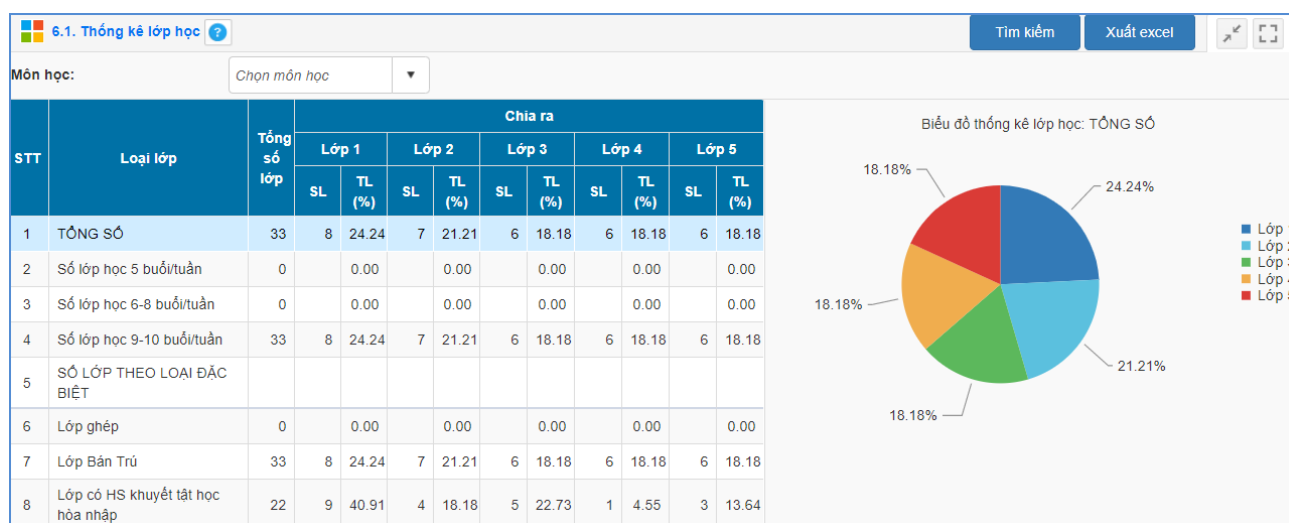 6.1. Thống kê lớp học ?
Tìm kiếm Xuất excel
Môn học: Chọn môn học
STT Loại lớp Tổng số lớp Chia ra
Lớp 1 Lớp 2 Lớp 3 Lớp 4 Lớp 5
SL TL (%) SL TL (%) SL TL (%) SL TL (%) SL TL (%)
1 TỔNG SỐ 33 8 24.24 7 21.21 6 18.18 6 18.18 6 18.18
2 Số lớp học 5 buổi/tuần 0 0.00 0.00 0.00 0.00 0.00
3 Số lớp học 6-8 buổi/tuần 0 0.00 0.00 0.00 0.00 0.00
4 Số lớp học 9-10 buổi/tuần 33 8 24.24 7 21.21 6 18.18 6 18.18 6 18.18
5 SỐ LỚP THEO LOẠI ĐẶC
BIỆT
6 Lớp ghép 0 0.00 0.00 0.00 0.00 0.00
7 Lớp Bán Trú 33 8 24.24 7 21.21 6 18.18 6 18.18 6 18.18
8 Lớp có HS khuyết tật học
hòa nhập 22 9 40.91 4 18.18 5 22.73 1 4.55 3 13.64
Biểu đồ thống kê lớp học: TỔNG SỐ
18.18%
24.24%
18.18%
21.21%
18.18%
Lớp
Lớp
Lớp
Lớp
Lớp